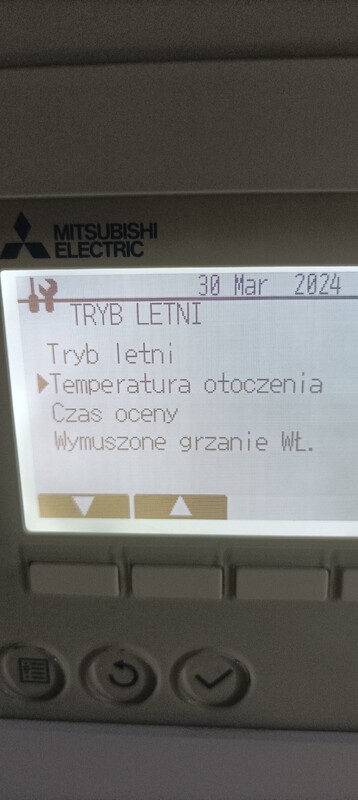 MITSUBISHI
ELECTRIC
30 Mar 2024
TRYB LETNI
Tryb letni
Temperatura otoczenia
Czas oceny
Wymuszone grzanie WŁ.